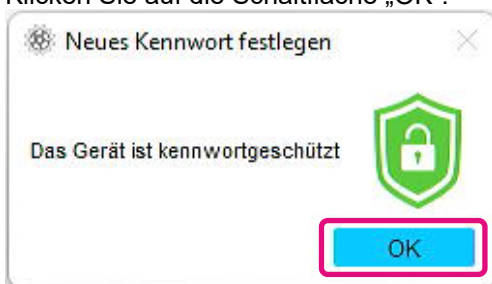 Klicken Sie auf die Schaltfläche „OK“.
Neues Kennwort festlegen
Das Gerät ist kennwortgeschützt
OK